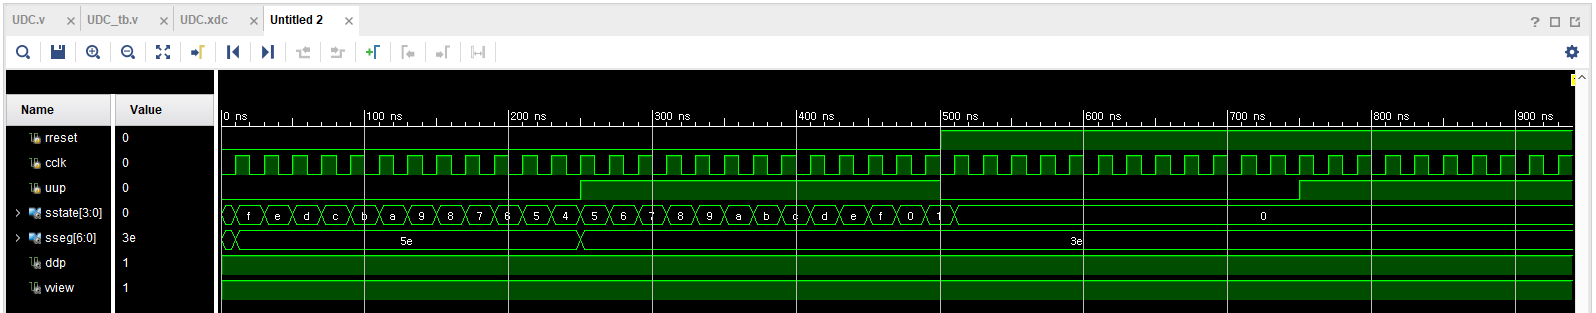 UDC.v × UDC_tb.v × UDC.xdc × Untitled 2 ×
? 
Name Value
0 ns 100 ns 200 ns 300 ns 400 ns 500 ns 600 ns 700 ns 800 ns 900 ns
rreset 0
cclk 0
uup 0
sstate[3:0] 0 f e d c b a 9 8 7 6 5 4 5 6 7 8 9 a b c d e f 0 1 0
sseg[6:0] 3e 5e 3e
ddp 1
vview 1